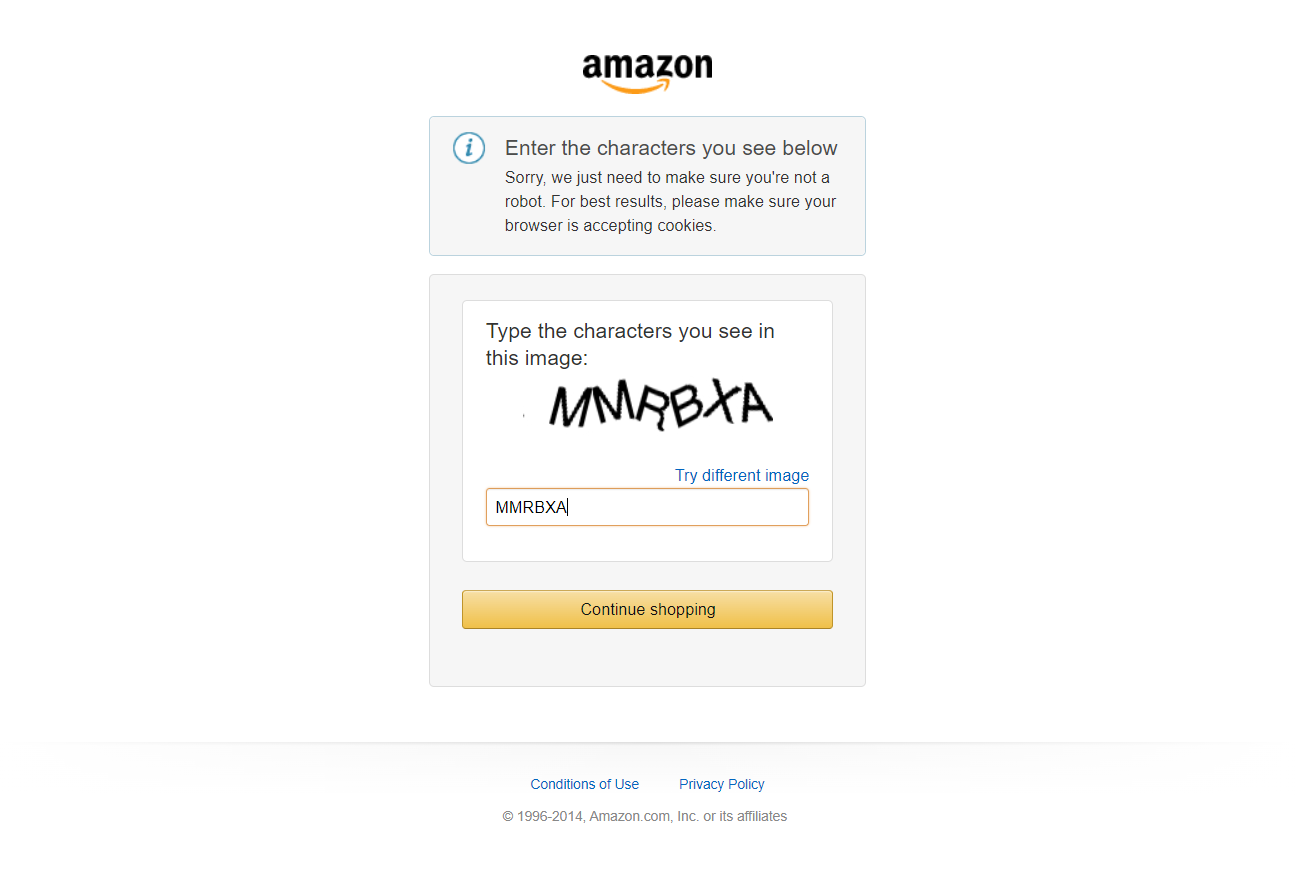 amazon
Enter the characters you see below
Sorry, we just need to make sure you're not a
robot. For best results, please make sure your
browser is accepting cookies.
Type the characters you see in
this image:
MMRBXA
Try different image
MMRBXA
Continue shopping
Conditions of Use Privacy Policy
© 1996-2014, Amazon.com, Inc. or its affiliates